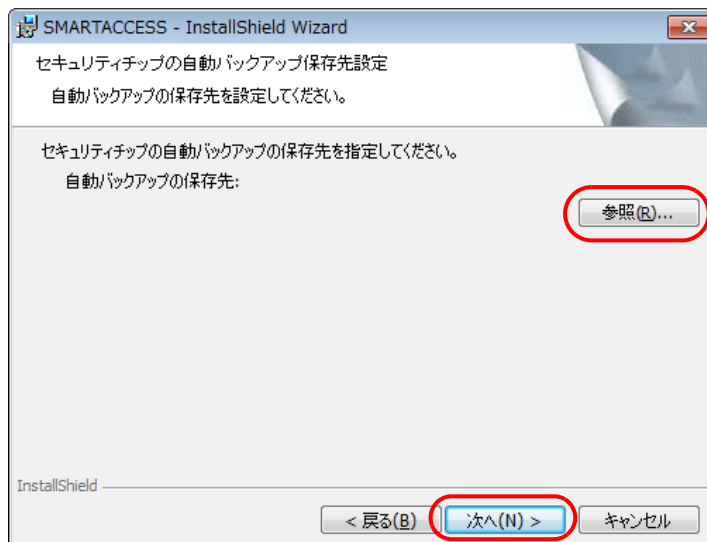 SMARTACCESS - InstallShield Wizard
セキュリティチップの自動バックアップ保存先設定
自動バックアップの保存先を設定してください。
セキュリティチップの自動バックアップの保存先を指定してください。
自動バックアップの保存先:
参照(R)...
InstallShield
< 戻る(B)
次へ(N) >
キャンセル